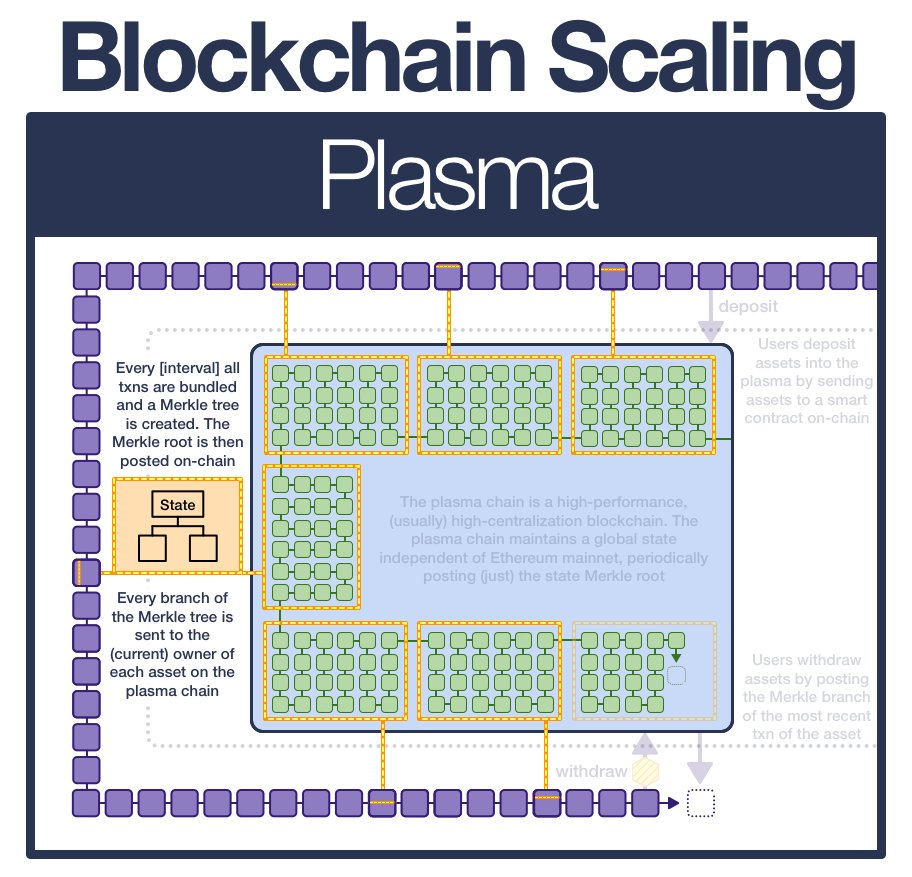 Blockchain Scaling
Plasma
deposit
Users deposit
assets into the
plasma by sending
assets to a smart
contract on-chain
Every [interval] all
txns are bundled
and a Merkle tree
is created. The
Merkle root is then
posted on-chain
State
The plasma chain is a high-performance,
(usually) high-centralization blockchain. The
plasma chain maintains a global state
independent of Ethereum mainnet, periodically
posting (just) the state Merkle root
Every branch of
the Merkle tree is
sent to the
(current) owner of
each asset on the
plasma chain
Users withdraw
assets by posting
the Merkle branch
of the most recent
txn of the asset
withdraw